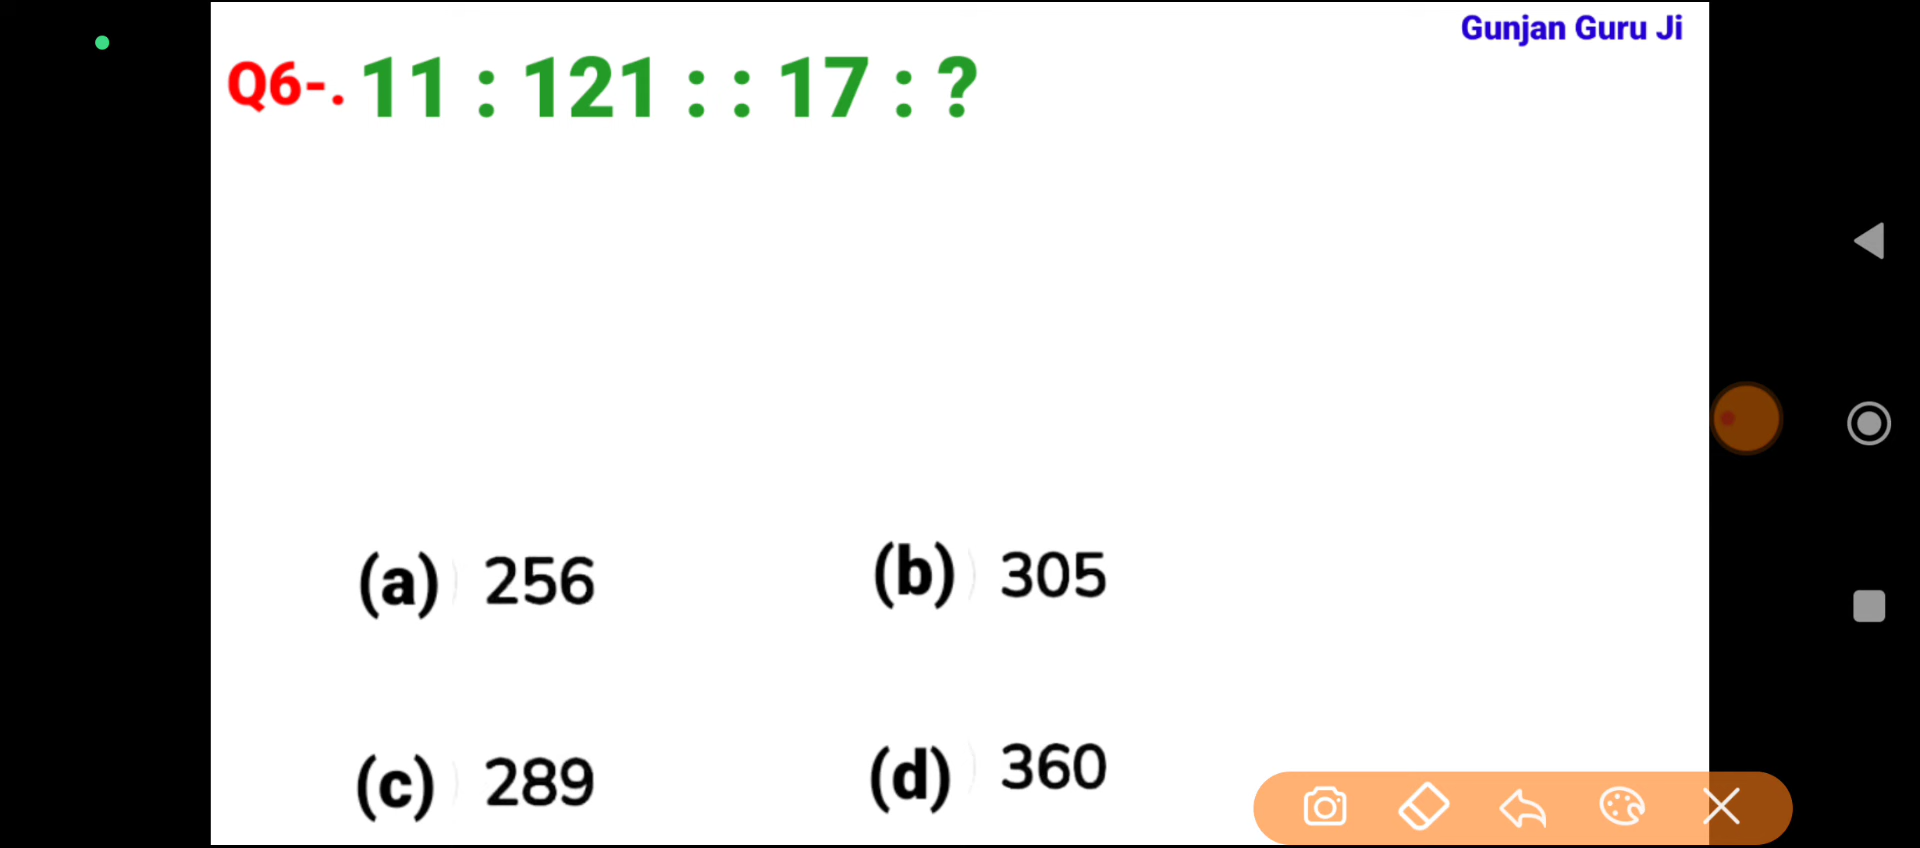 Gunjan Guru Ji
Q6-. 11 : 121 : : 17 : ?
(a) 256
(b) 305
(c) 289
(d) 360